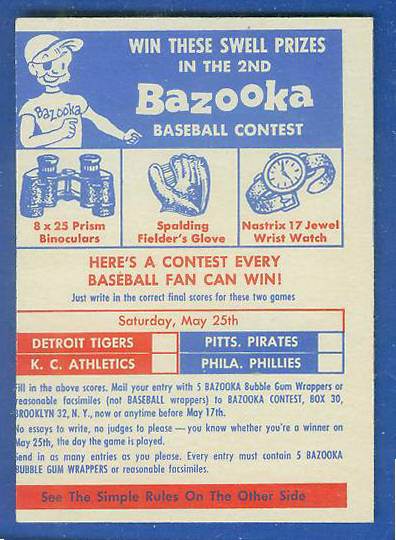 WIN THESE SWELL PRIZES
IN THE 2ND
Bazooka
BASEBALL CONTEST
Bazooka
8 x 25 Prism
Binoculars
Spalding
Fielder's Glove
Nastrix 17 Jewel
Wrist Watch
HERE'S A CONTEST EVERY
BASEBALL FAN CAN WIN!
Just write in the correct final scores for these two games
Saturday, May 25th
DETROIT TIGERS
K. C. ATHLETICS
PITTS. PIRATES
PHILA. PHILLIES
Fill in the above scores. Mail your entry with 5 BAZOOKA Bubble Gum Wrappers or
reasonable facsimiles (not BASEBALL wrappers) to BAZOOKA CONTEST, BOX 30,
BROOKLYN 32, N. Y., now or anytime before May 17th.
No essays to write, no judges to please — you know whether you're a winner on
May 25th, the day the game is played.
Send in as many entries as you please. Every entry must contain 5 BAZOOKA
BUBBLE GUM WRAPPERS or reasonable facsimiles.
See The Simple Rules On The Other Side